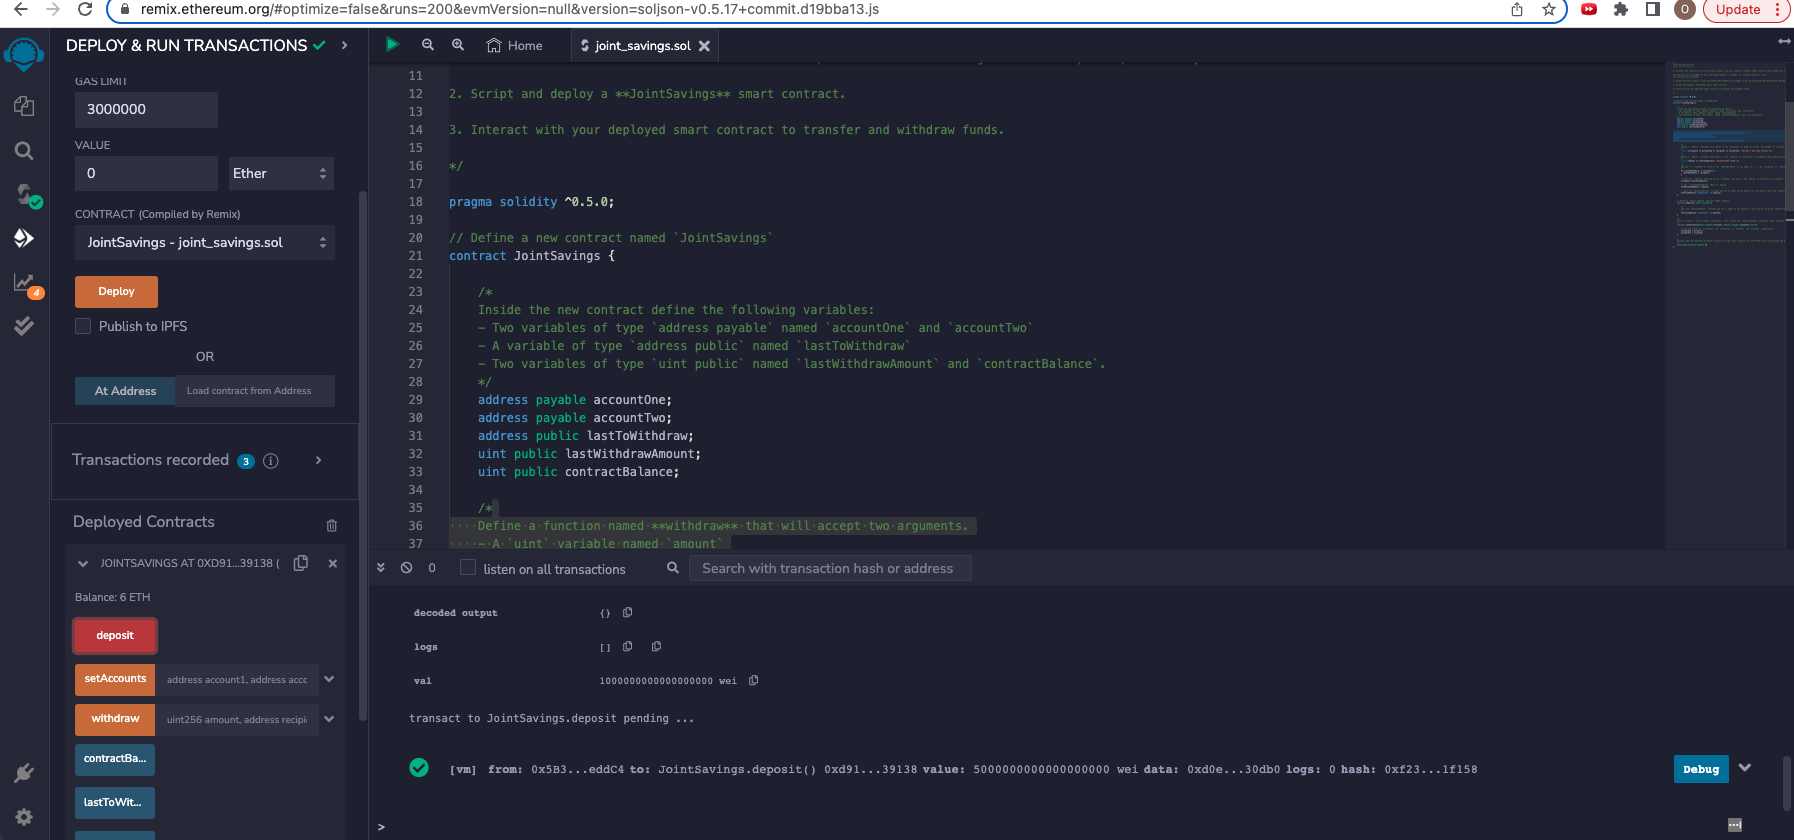 remix.ethereum.org/#optimize=false&runs=200&evmVersion=null&version=soljson-v0.5.17+commit.d19bba13.js
O
Update
DEPLOY & RUN TRANSACTIONS
GAS LIMIT
3000000
VALUE
0
Ether
CONTRACT (Compiled by Remix)
JointSavings - joint_savings.sol
Deploy
Publish to IPFS
OR
At Address
Load contract from Address
Transactions recorded 3 i
Deployed Contracts
JOINTSAVINGS AT 0XD91...39138 (
Balance: 6 ETH
deposit
setAccounts
address account1, address acco
withdraw
uint256 amount, address recipi
contractBa...
lastToWit...
4
Home
joint_savings.sol
11
12 2. Script and deploy a **JointSavings** smart contract.
13
14 3. Interact with your deployed smart contract to transfer and withdraw funds.
15
16 */
17
18 pragma solidity ^0.5.0;
19
20 // Define a new contract named `JointSavings`
21 contract JointSavings {
22
23 /*
24 Inside the new contract define the following variables:
25 - Two variables of type `address payable` named `accountOne` and `accountTwo`
26 - A variable of type `address public` named `lastToWithdraw`
27 - Two variables of type `uint public` named `lastWithdrawAmount` and `contractBalance`.
28 */
29 address payable accountOne;
30 address payable accountTwo;
31 address public lastToWithdraw;
32 uint public lastWithdrawAmount;
33 uint public contractBalance;
34
35 /*
36 ····Define·a·function·named·**withdraw**·that·will·accept·two·arguments.
37 ····-·A·`uint`·variable·named·`amount`
0
listen on all transactions
Search with transaction hash or address
decoded output {}
logs []
val 1000000000000000000 wei
transact to JointSavings.deposit pending ...
[vm] from: 0x5B3...eddC4 to: JointSavings.deposit() 0xd91...39138 value: 5000000000000000000 wei data: 0xd0e...30db0 logs: 0 hash: 0xf23...1f158
Debug
>